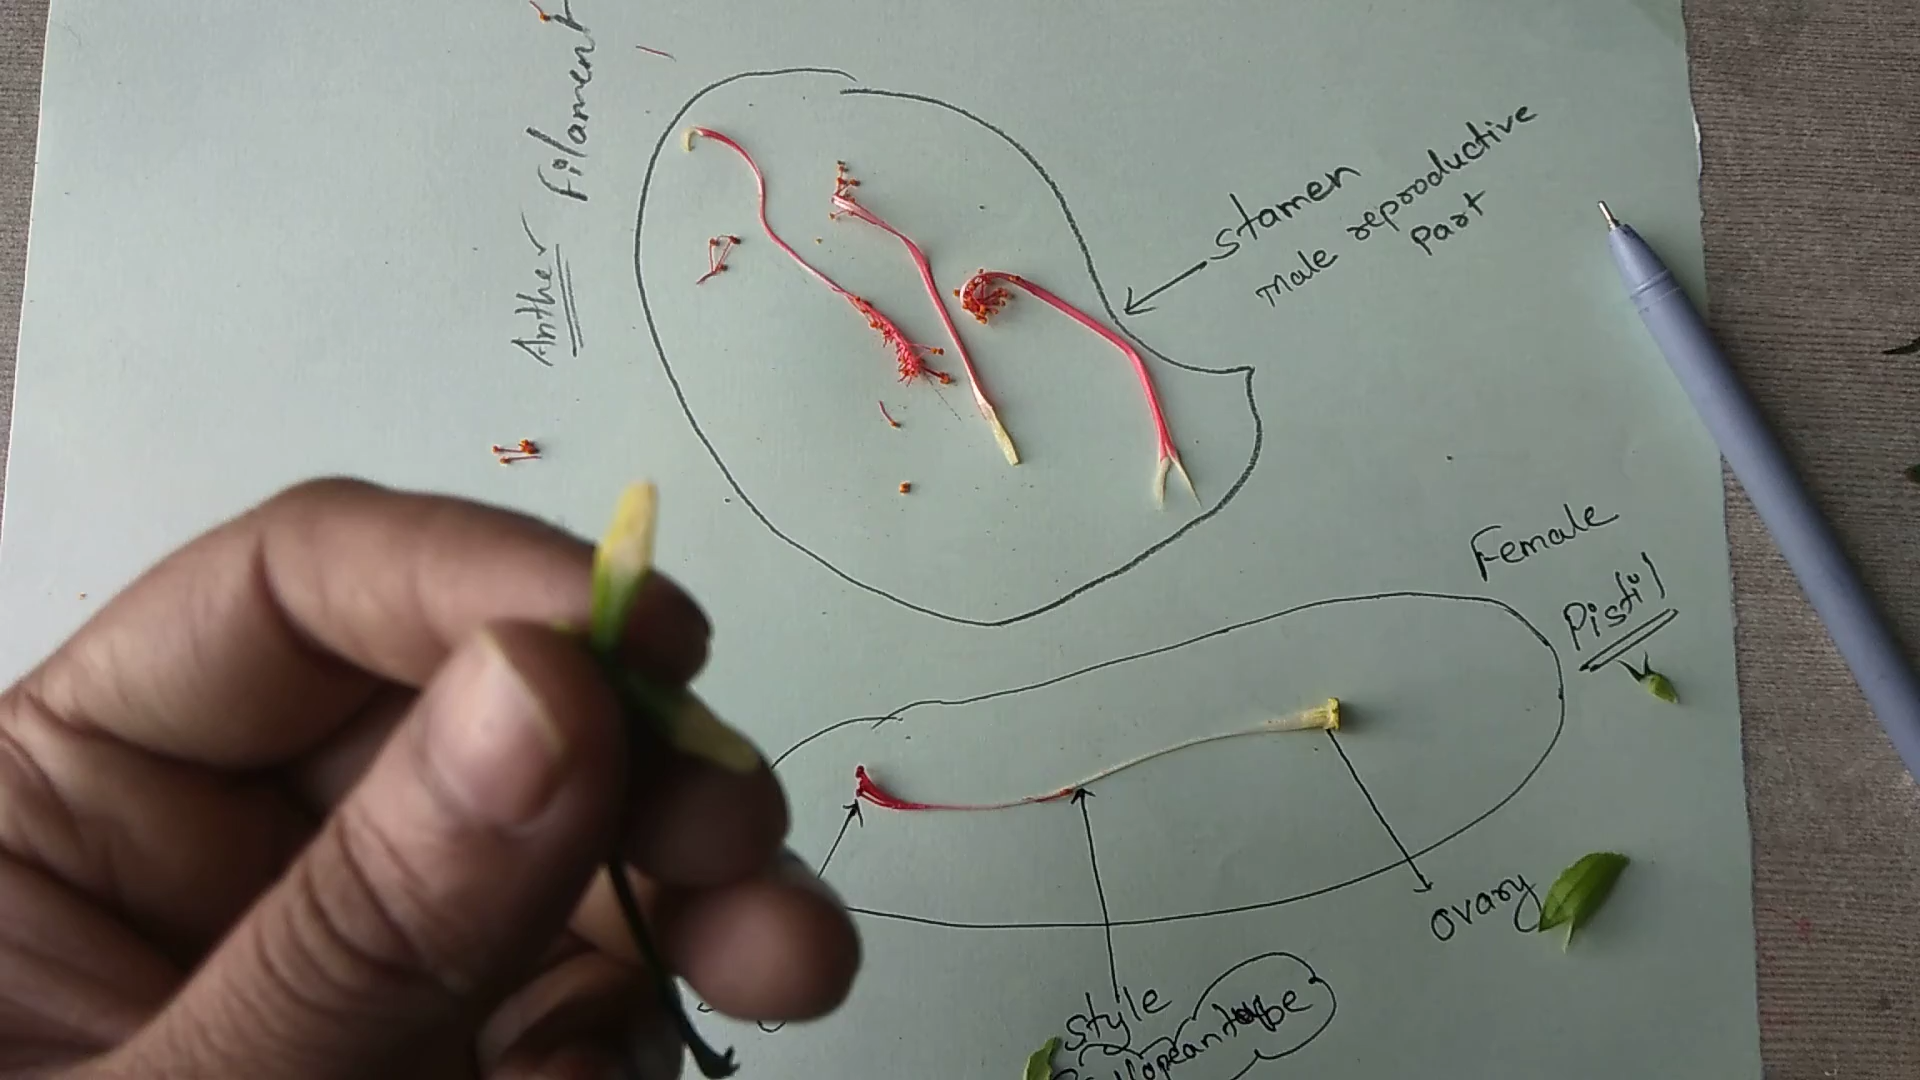 Filament
Anther
stamen
male reproductive
part
Female
Pistil
ovary
style